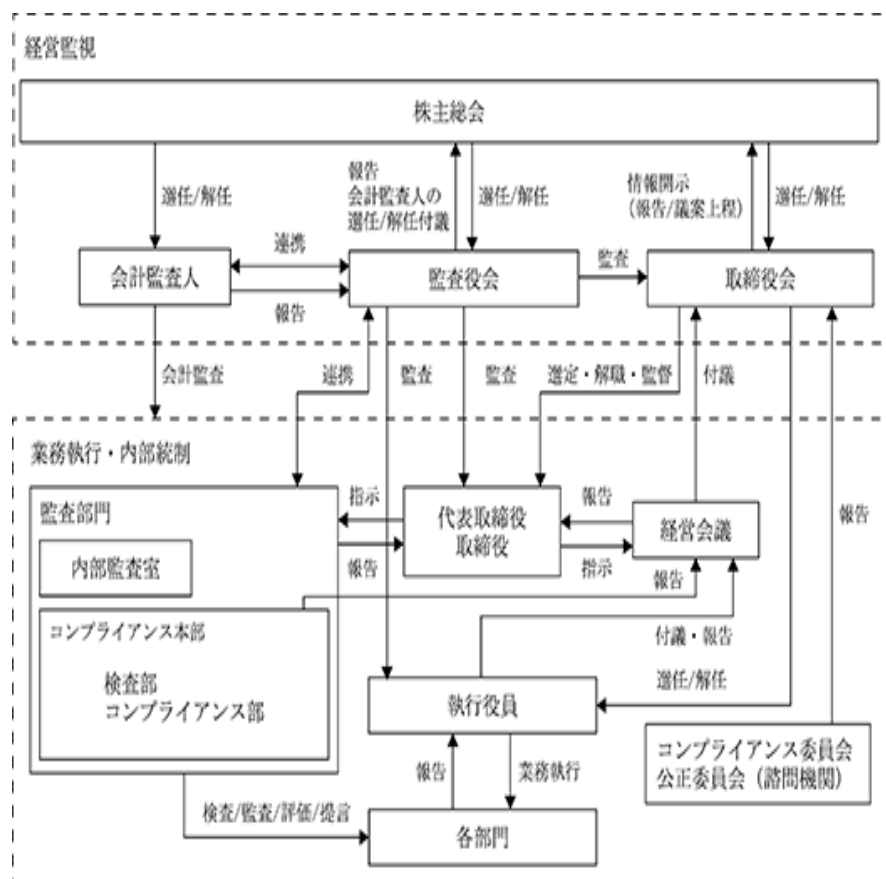 経営監視
株主総会
選任/解任
報告
会計監査人の
選任/解任付議
選任/解任
情報開示
（報告/議案上程）
選任/解任
会計監査人
連携
報告
監査役会
監査
取締役会
会計監査
連携
監査
監査
選定・解職・監督
付議
業務執行・内部統制
監査部門
内部監査室
コンプライアンス本部
検査部
コンプライアンス部
指示
報告
代表取締役
取締役
報告
指示
経営会議
報告
報告
付議・報告
選任/解任
執行役員
コンプライアンス委員会
公正委員会（諮問機関）
報告
業務執行
検査/監査/評価/提言
各部門